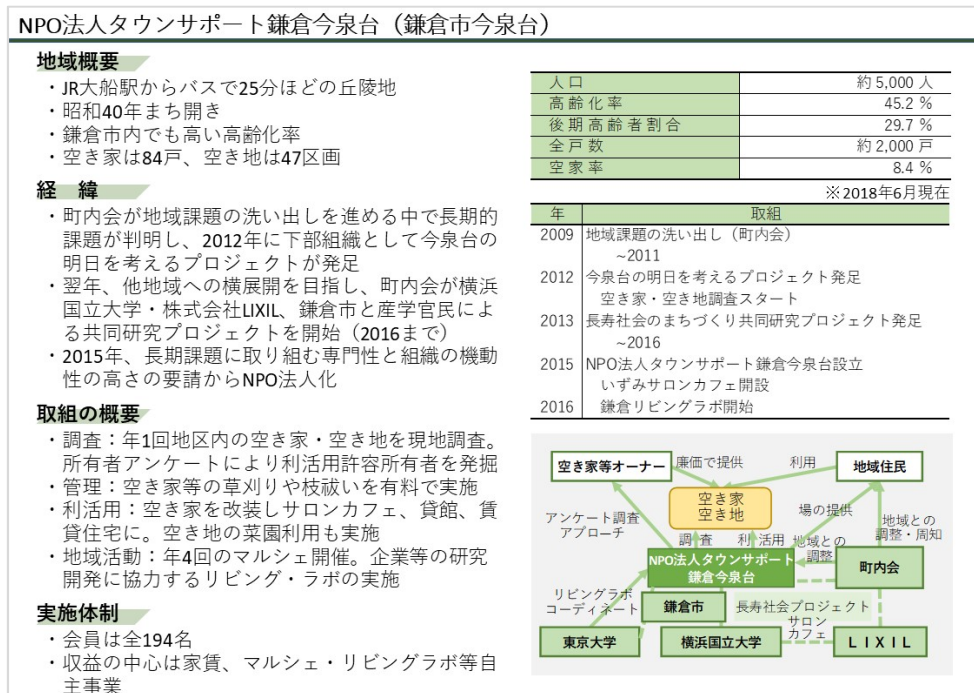 NPO法人タウンサポート鎌倉今泉台（鎌倉市今泉台）
地域概要
・JR大船駅からバスで25分ほどの丘陵地
・昭和40年まち開き
・鎌倉市内でも高い高齢化率
・空き家は84戸、空き地は47区画
経　緯
・町内会が地域課題の洗い出しを進める中で長期的
課題が判明し、2012年に下部組織として今泉台の
明日を考えるプロジェクトが発足
・翌年、他地域への横展開を目指し、町内会が横浜
国立大学・株式会社LIXIL、鎌倉市と産学官民によ
る共同研究プロジェクトを開始（2016まで）
・2015年、長期課題に取り組む専門性と組織の機動
性の高さの要請からNPO法人化
取組の概要
・調査：年1回地区内の空き家・空き地を現地調査。
所有者アンケートにより利活用許容所有者を発掘
・管理：空き家等の草刈りや枝祓いを有料で実施
・利活用：空き家を改装しサロンカフェ、貸館、賃
貸住宅に。空き地の菜園利用も実施
・地域活動：年4回のマルシェ開催。企業等の研究
開発に協力するリビング・ラボの実施
実施体制
・会員は全194名
・収益の中心は家賃、マルシェ・リビングラボ等自
主事業
人口 約5,000 人
高齢化率 45.2 %
後期高齢者割合 29.7 %
全戸数 約2,000 戸
空家率 8.4 %
※2018年6月現在
年 取組
2009 地域課題の洗い出し（町内会）
~2011
2012 今泉台の明日を考えるプロジェクト発足
空き家・空き地調査スタート
2013 長寿社会のまちづくり共同研究プロジェクト発足
~2016
2015 NPO法人タウンサポート鎌倉今泉台設立
いずみサロンカフェ開設
2016 鎌倉リビングラボ開始
空き家等オーナー
廉価で提供
利用
地域住民
空き家
空き地
アンケート調査
アプローチ
調査
利活用
場の提供
地域との
調整
地域との
調整・周知
NPO法人タウンサポート
鎌倉今泉台
町内会
リビングラボ
コーディネート
鎌倉市
長寿社会プロジェクト
サロン
カフェ
東京大学
横浜国立大学
ＬＩＸＩＬ